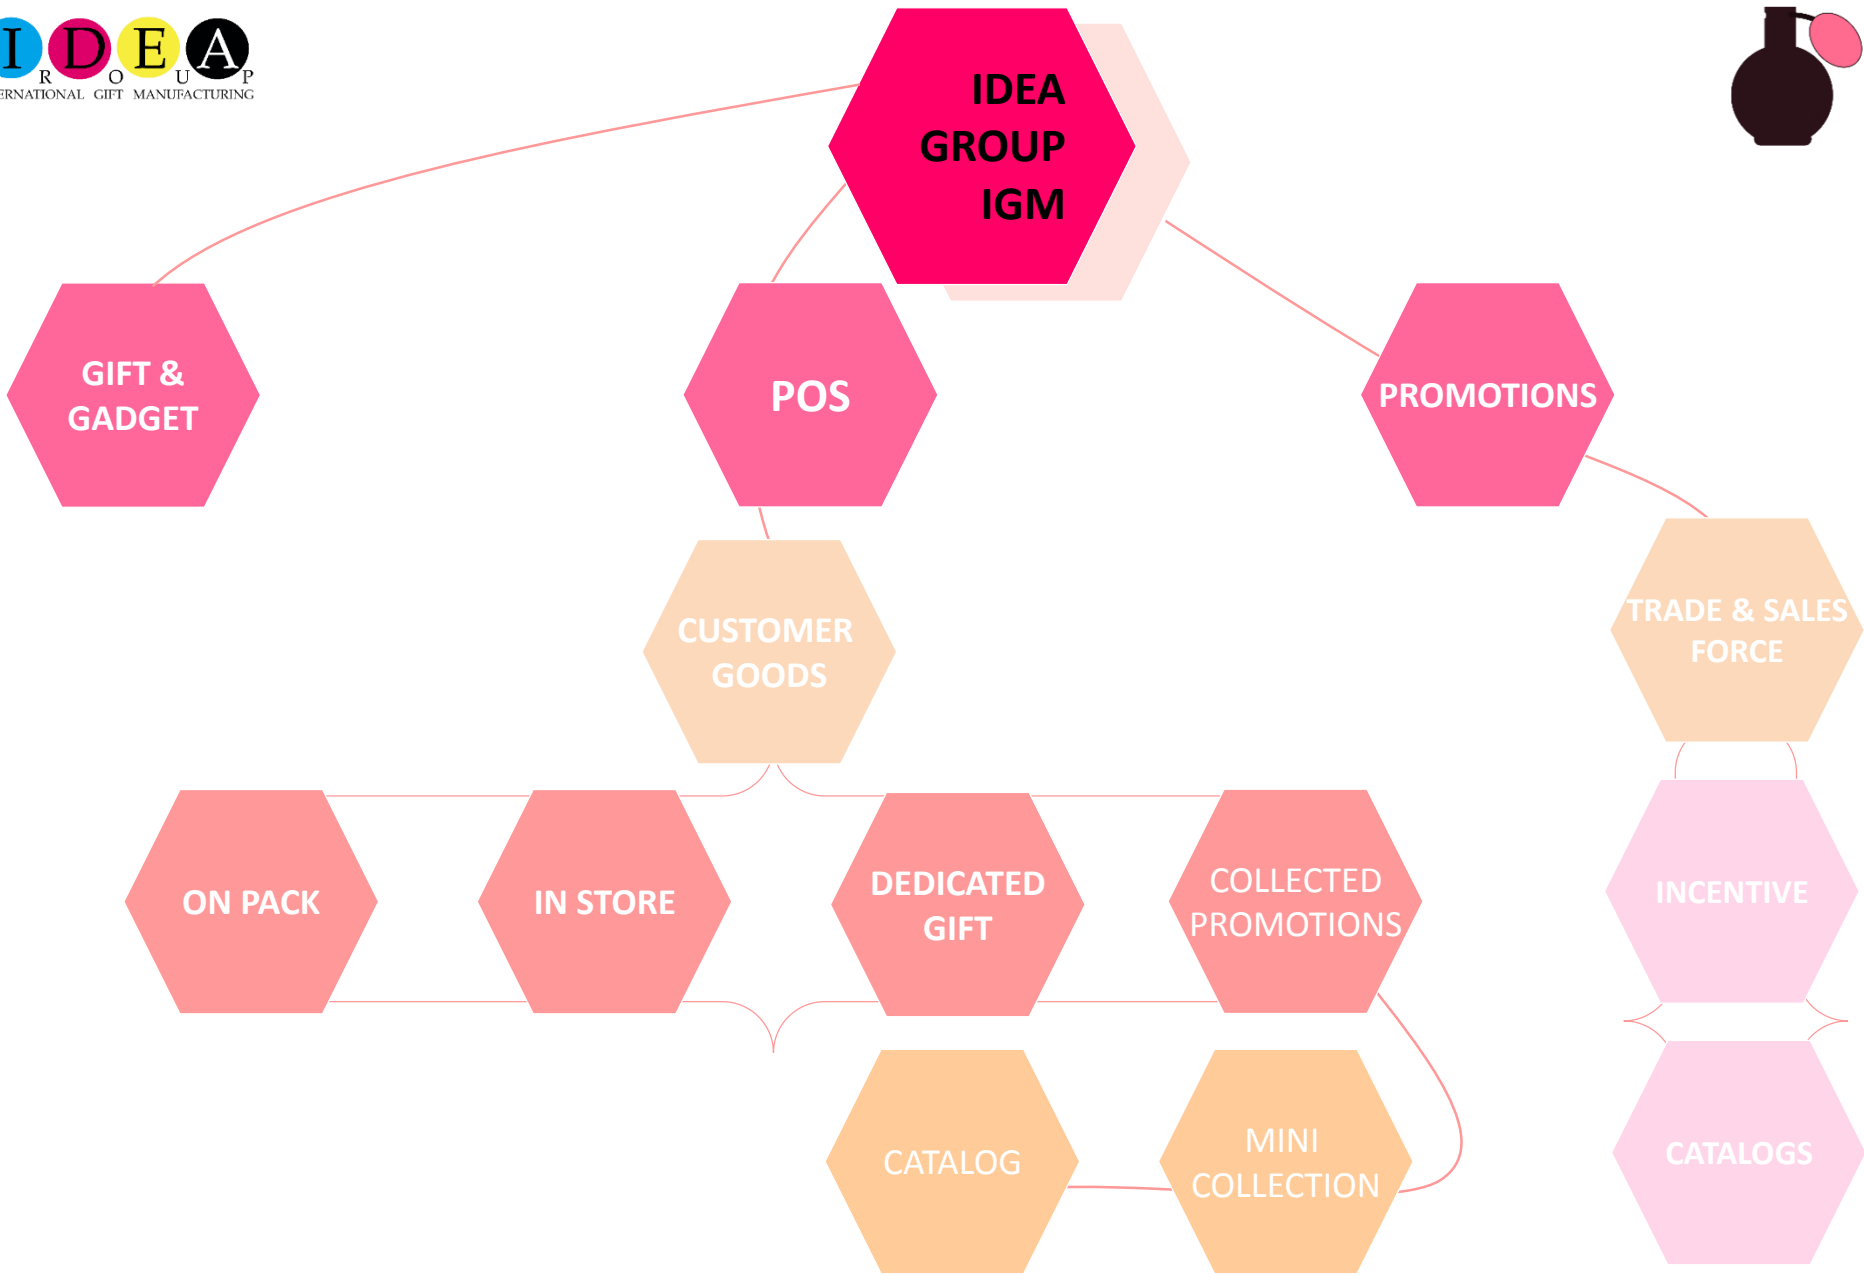 IDEA
R O U P
ERNATIONAL GIFT MANUFACTURING
IDEA
GROUP
IGM
GIFT &
GADGET
POS
PROMOTIONS
CUSTOMER
GOODS
TRADE & SALES
FORCE
ON PACK
IN STORE
DEDICATED
GIFT
COLLECTED
PROMOTIONS
INCENTIVE
CATALOG
MINI
COLLECTION
CATALOGS